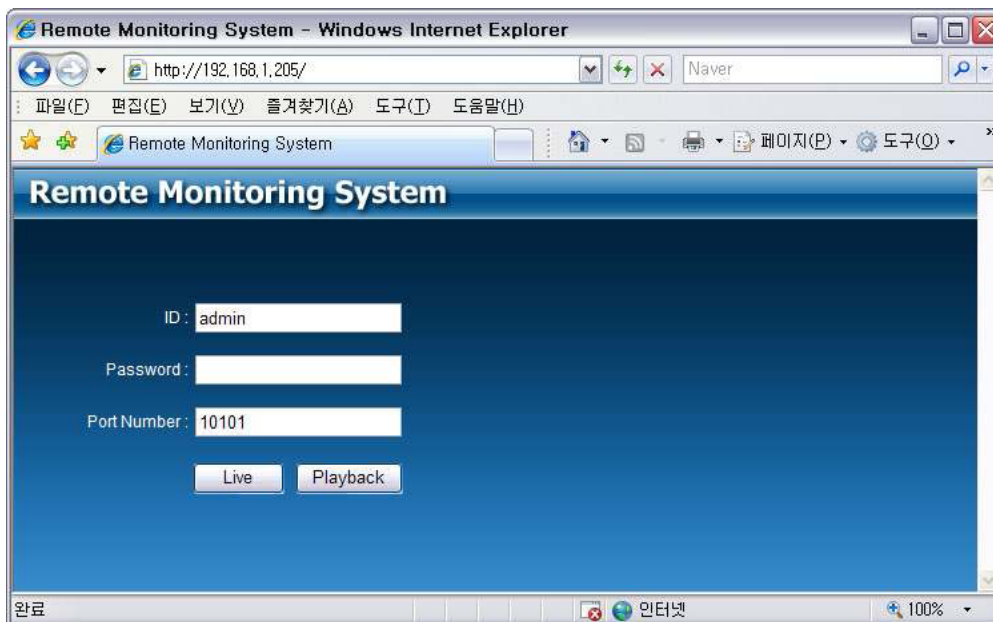 Remote Monitoring System - Windows Internet Explorer
http://192.168.1.205/
Naver
파일(F) 편집(E) 보기(V) 즐겨찾기(A) 도구(T) 도움말(H)
Remote Monitoring System
페이지(P) 도구(O)
Remote Monitoring System
ID : admin
Password :
Port Number : 10101
Live Playback
완료 인터넷 100%